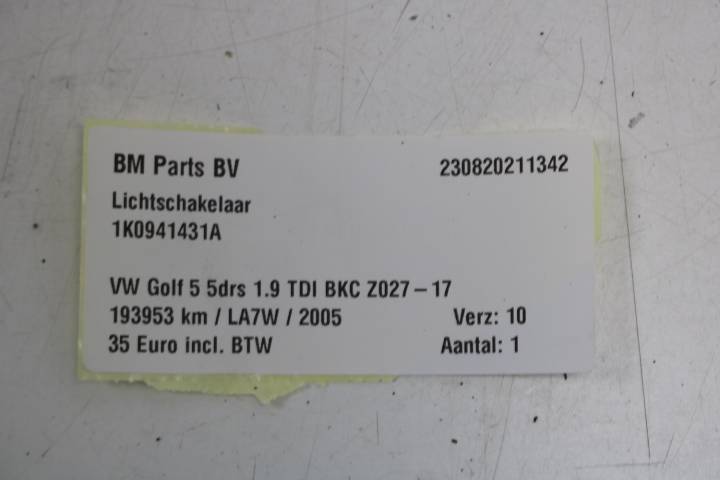 BM Parts BV 230820211342
Lichtschakelaar
1K0941431A
VW Golf 5 5drs 1.9 TDI BKC Z027-17
193953 km / LA7W / 2005 Verz: 10
35 Euro incl. BTW Aantal: 1